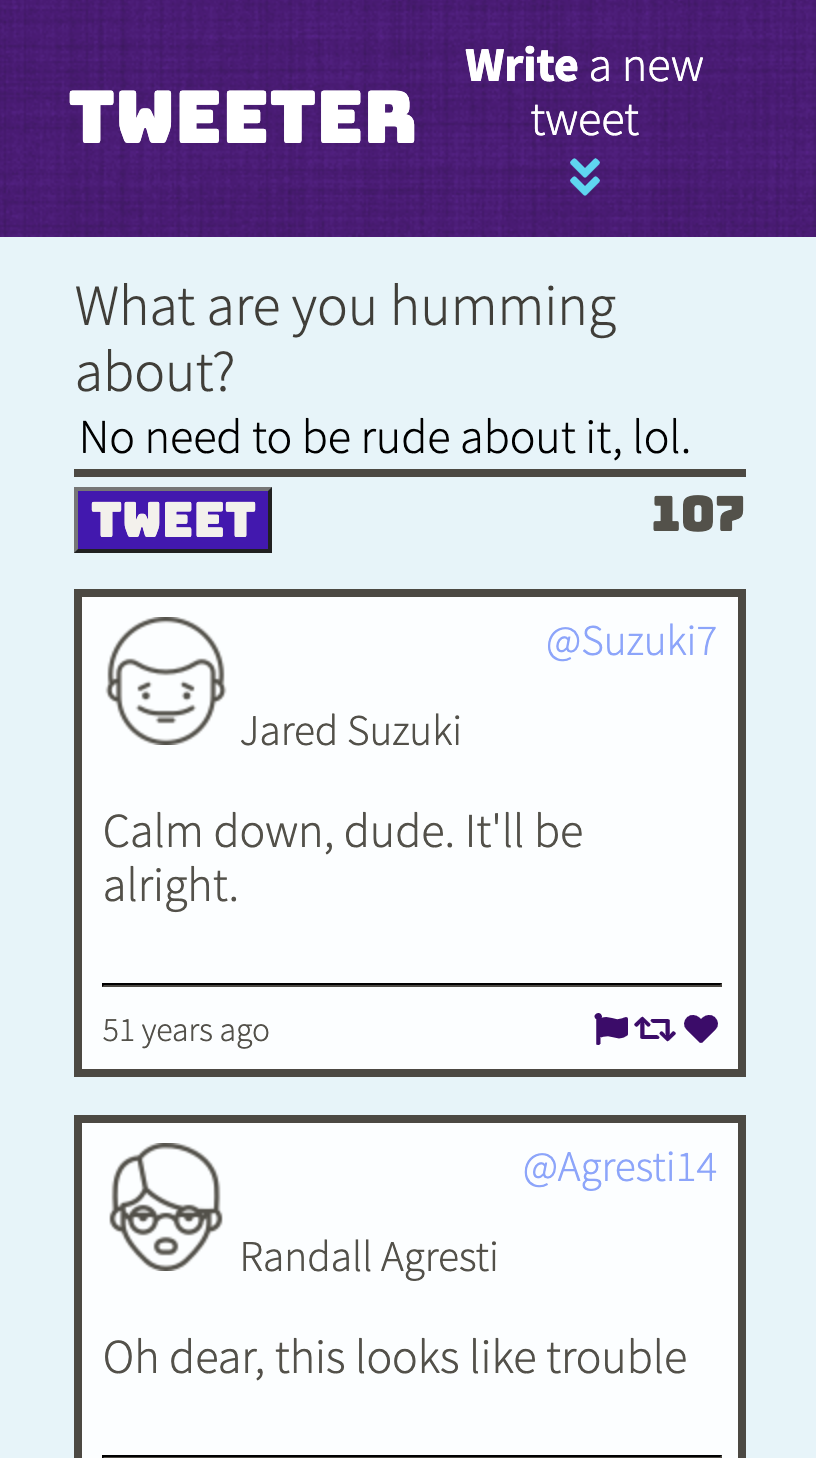 TWEETER
Write a new
tweet
What are you humming
about?
No need to be rude about it, lol.
TWEET
107
@Suzuki7
Jared Suzuki
Calm down, dude. It'll be
alright.
51 years ago
@Agresti14
Randall Agresti
Oh dear, this looks like trouble